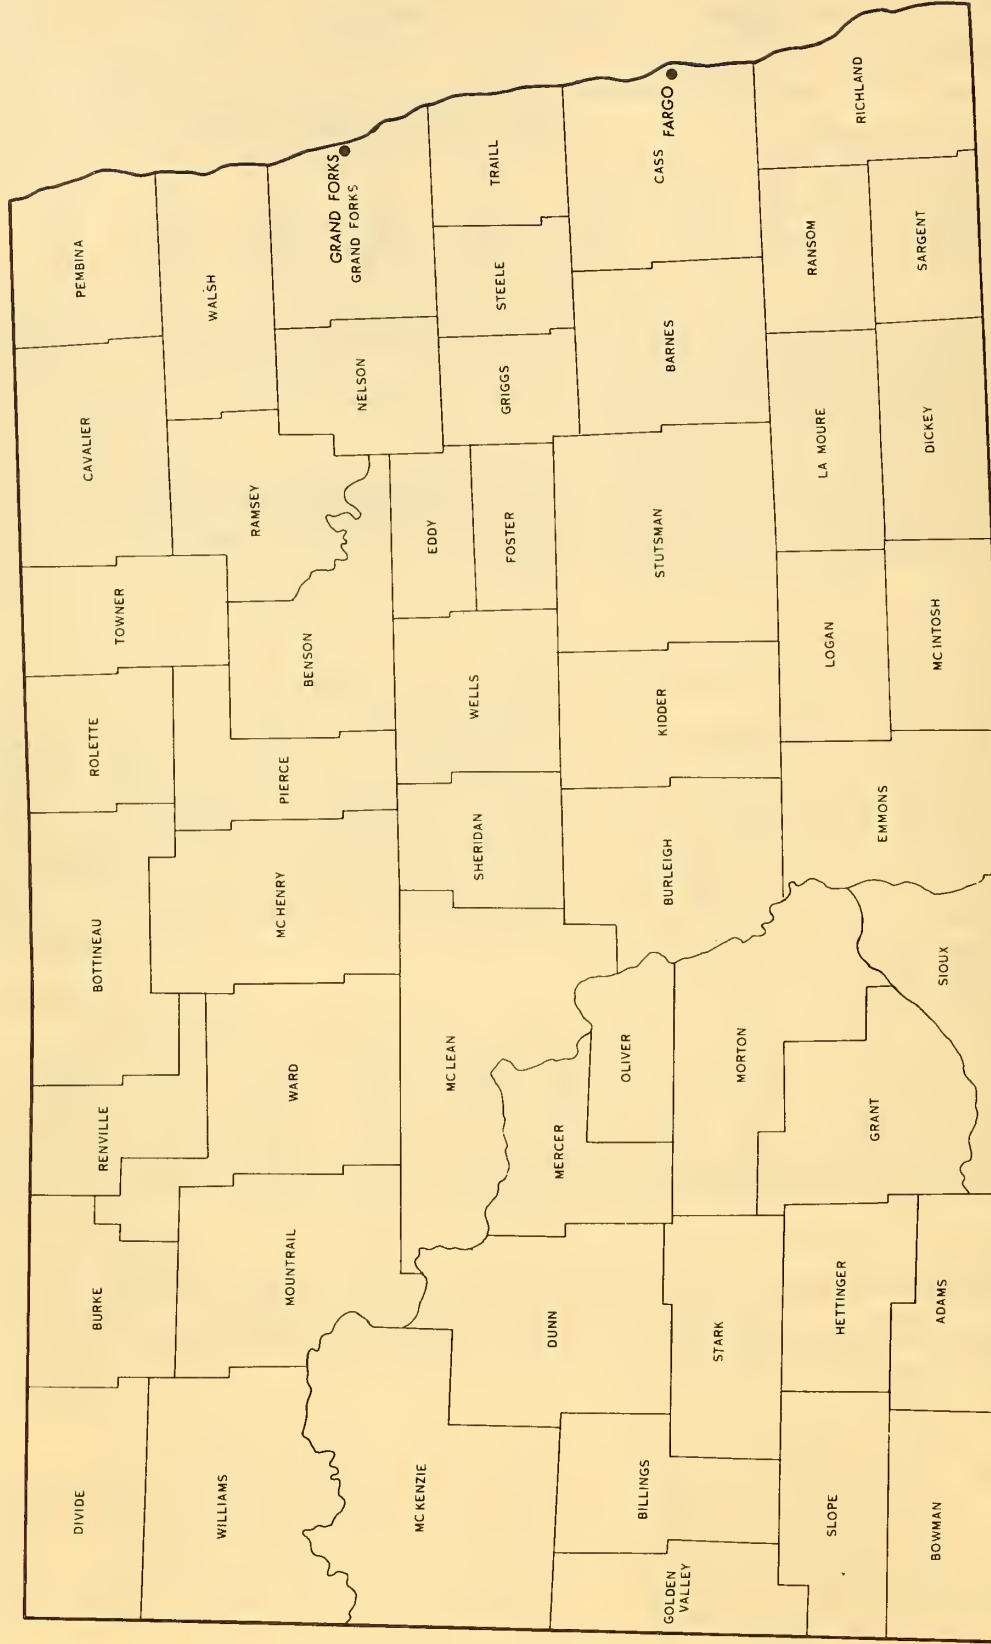 DIVIDE
BURKE
RENVILLE
BOTTINEAU
ROLETTE
TOWNER
CAVALIER
PEMBINA
WILLIAMS
MOUNTRAIL
WARD
MC HENRY
PIERCE
BENSON
RAMSEY
WALSH
NELSON
GRAND FORKS
GRAND FORKS
MC KENZIE
DUNN
MERCER
MC LEAN
OLIVER
SHERIDAN
WELLS
EDDY
FOSTER
GRIGGS
STEELE
TRAILL
GOLDEN
VALLEY
BILLINGS
STARK
MORTON
BURLEIGH
KIDDER
STUTSMAN
BARNES
CASS
FARGO
SLOPE
HETTINGER
GRANT
BOWMAN
ADAMS
SIOUX
EMMONS
LOGAN
MC INTOSH
LA MOURE
DICKEY
RANSOM
SARGENT
RICHLAND